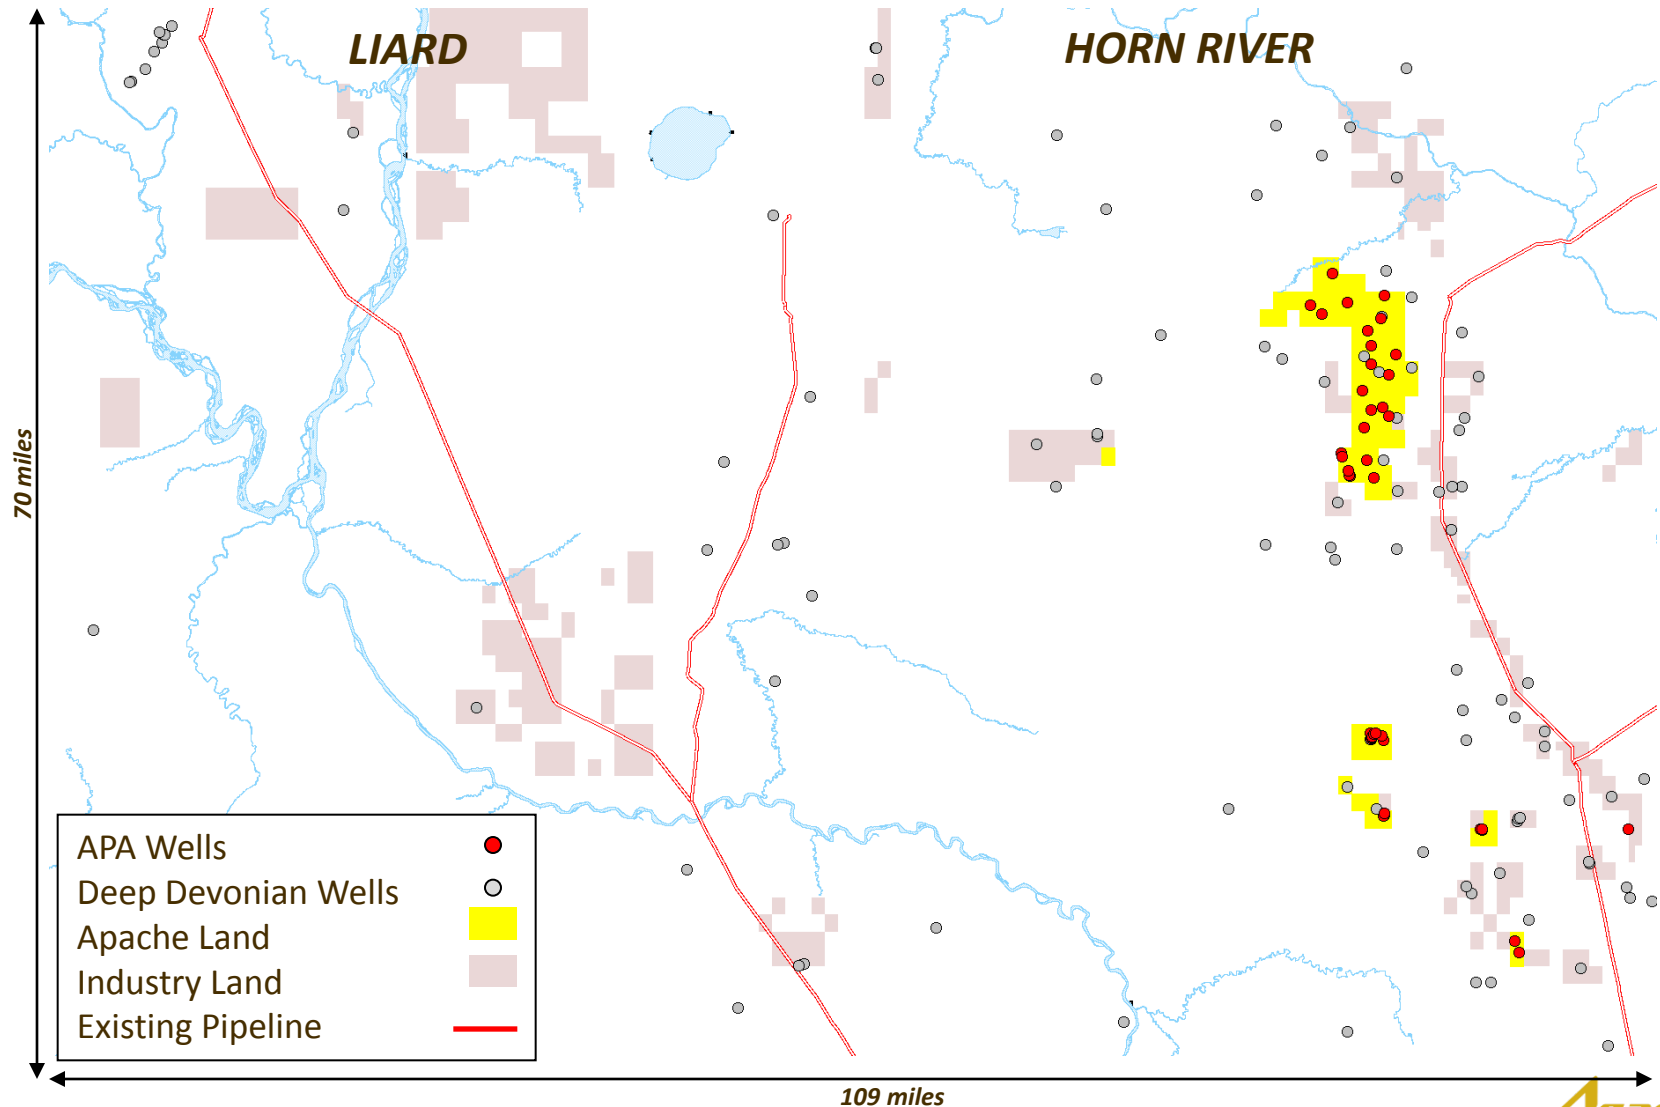 LIARD
HORN RIVER
70 miles
APA Wells
Deep Devonian Wells
Apache Land
Industry Land
Existing Pipeline
109 miles